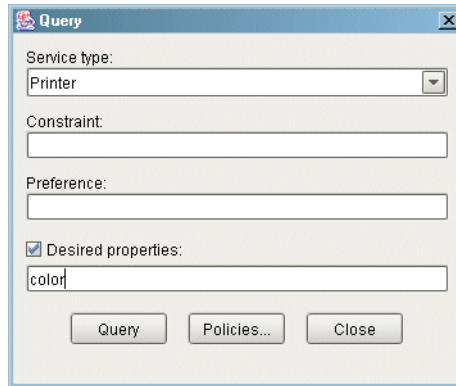 Query
Service type:
Printer
Constraint:
Preference:
Desired properties:
color
Query Policies... Close